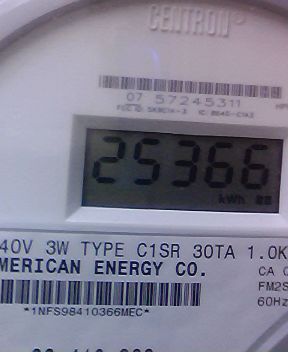 CENTRON®
07 57245311
25366
kWh
40V 3W TYPE C1SR 30TA 1.0K
MERICAN ENERGY CO.
CA
FM2S
60Hz
*1NFS98410366MEC*